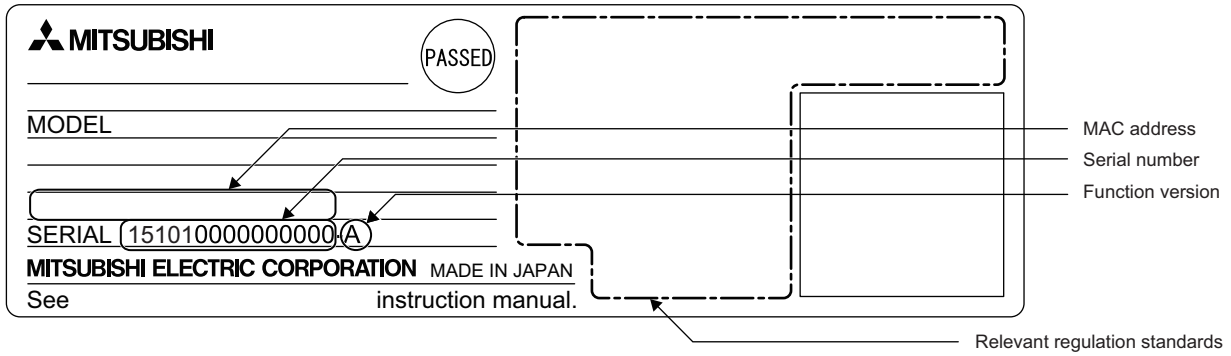 MITSUBISHI
PASSED
MODEL
MAC address
Serial number
Function version
SERIAL 151010000000000-A
MITSUBISHI ELECTRIC CORPORATION MADE IN JAPAN
See instruction manual.
Relevant regulation standards